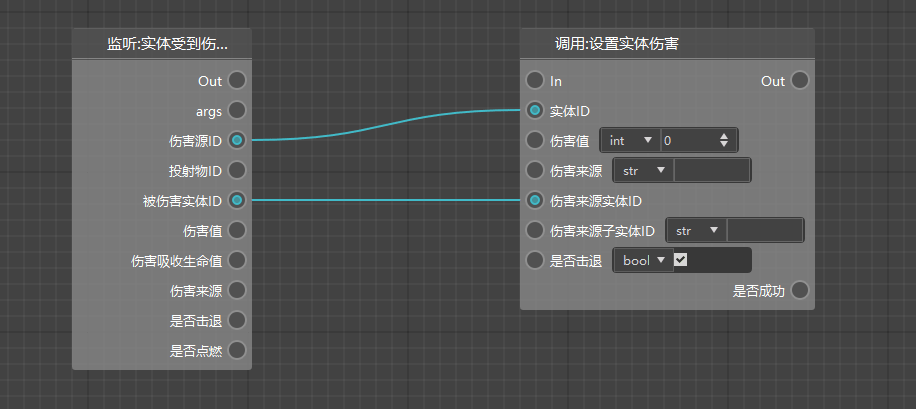 监听:实体受到伤...
Out
args
伤害源ID
投射物ID
被伤害实体ID
伤害值
伤害吸收生命值
伤害来源
是否击退
是否点燃
调用:设置实体伤害
In Out
实体ID
伤害值 int 0
伤害来源 str
伤害来源实体ID
伤害来源子实体ID str
是否击退 bool
是否成功